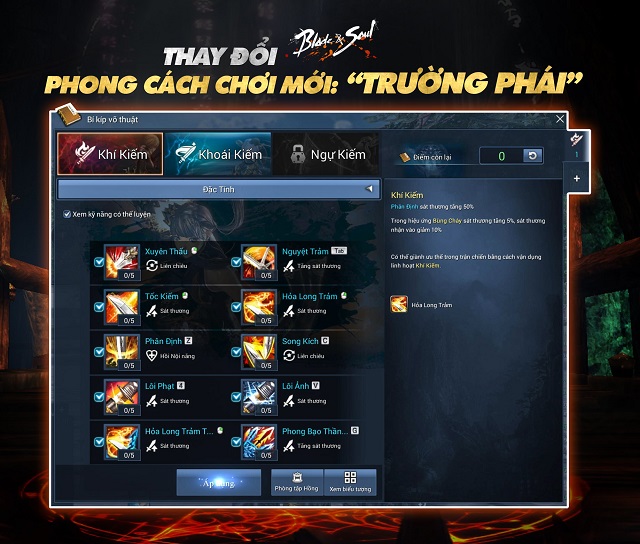 THAY ĐỔI Blade & Soul
PHONG CÁCH CHƠI MỚI: “TRƯỜNG PHÁI”
Bí kíp võ thuật
Khí Kiếm
Khoái Kiếm
Ngự Kiếm
Điểm còn lại
0
1
+
Đặc Tính
Xem kỹ năng có thể luyện
Xuyên Thấu
Liên chiêu
0/5
Nguyệt Trảm Tab
Tăng sát thương
0/5
Tốc Kiếm
Sát thương
0/5
Hỏa Long Trảm
Sát thương
0/5
Phản Định Z
Hồi Nội năng
0/5
Song Kích C
Liên chiêu
0/5
Lôi Phạt 4
Sát thương
0/5
Lôi Ảnh V
Sát thương
0/5
Hỏa Long Trảm T...
Sát thương
0/5
Phong Bạo Thần... G
Tăng sát thương
0/5
Áp dụng
Phòng tập Hồng
Xem biểu tượng
Khí Kiếm
Phản Định sát thương tăng 50%
Trong hiệu ứng Bùng Cháy sát thương tăng 5%, sát thương
nhận vào giảm 10%
Có thể giành ưu thế trong trận chiến bằng cách vận dụng
linh hoạt Khí Kiếm.
Hỏa Long Trảm